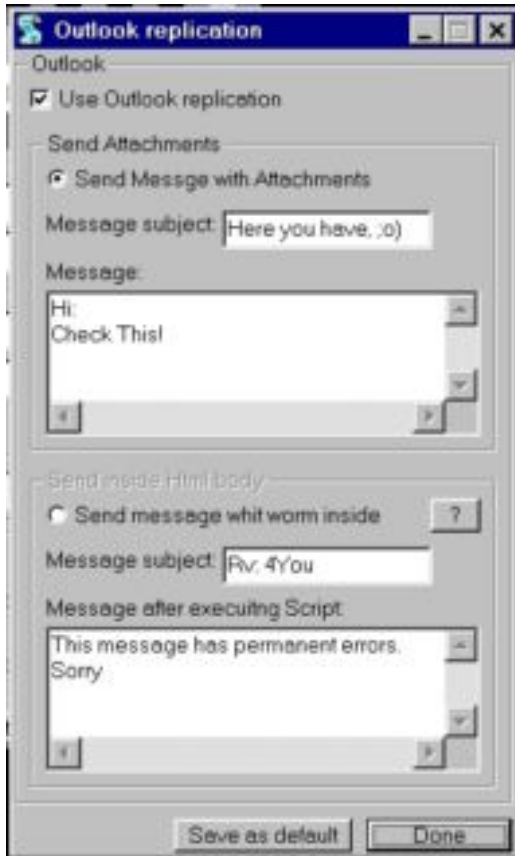 Outlook replication
Outlook
Use Outlook replication
Send Attachments
Send Messge with Attachments
Message subject: Here you have, ;o)
Message:
Hi:
Check This!
Send inside Html body
Send message whit worm inside
?
Message subject: Rv: 4You
Message after execuitng Script:
This message has permanent errors.
Sorry
Save as default
Done